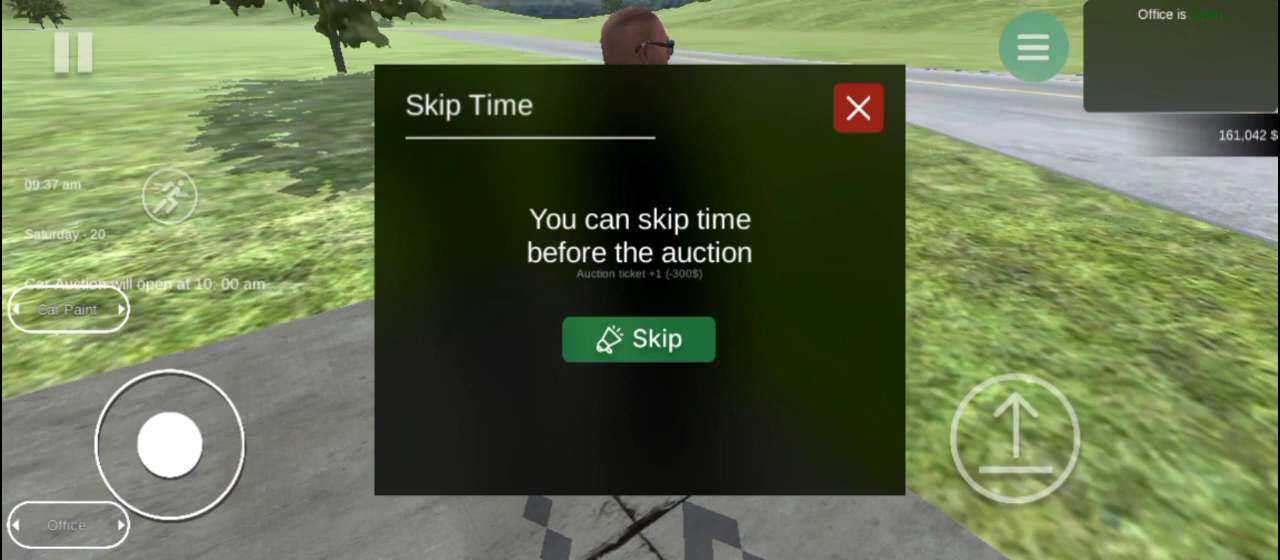 Office is Open
161,042 $
Skip Time
09:37 am
Saturday - 20
Car Auction will open at 10: 00 am
Car Paint
You can skip time
before the auction
Auction ticket +1 (-300$)
Skip
Office